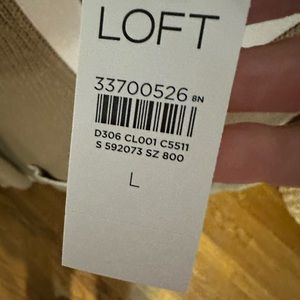 LOFT
33700526 8N
D306 CL001 C5511
S 592073 SZ 800
L